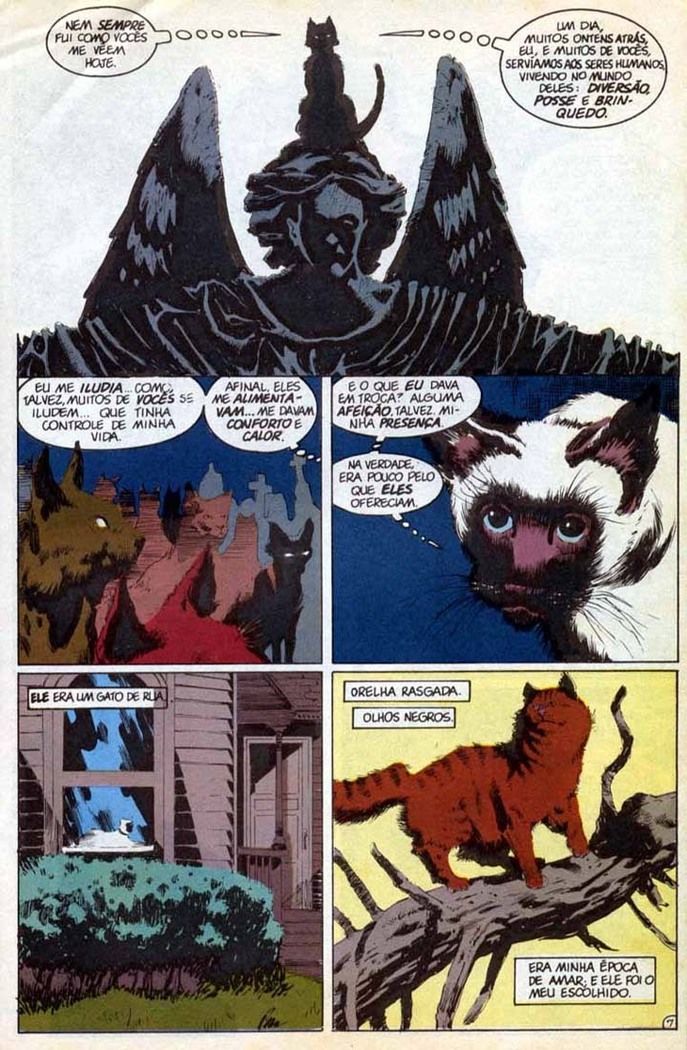 NEM SEMPRE
FUI COMO VOCÊS
ME VÊEM
HOJE.
UM DIA,
MUITOS ONTENS ATRÁS,
EU, E MUITOS DE VOCÊS,
SERVÍAMOS AOS SERES HUMANOS,
VIVENDO NO MUNDO
DELES: DIVERSÃO,
POSSE E BRIN-
QUEDO.
EU ME ILUDIA... COMO,
TALVEZ, MUITOS DE VOCÊS SE
ILUDEM... QUE TINHA
CONTROLE DE MINHA
VIDA.
AFINAL, ELES
ME ALIMENTA-
VAM... ME DAVAM
CONFORTO E
CALOR.
E O QUE EU DAVA
EM TROCA? ALGUMA
AFEIÇÃO, TALVEZ. MI-
NHA PRESENÇA.
NA VERDADE,
ERA POUCO PELO
QUE ELES
OFERECIAM.
ELE ERA UM GATO DE RUA.
ORELHA RASGADA.
OLHOS NEGROS.
ERA MINHA ÉPOCA
DE AMAR; E ELE FOI O
MEU ESCOLHIDO.
7